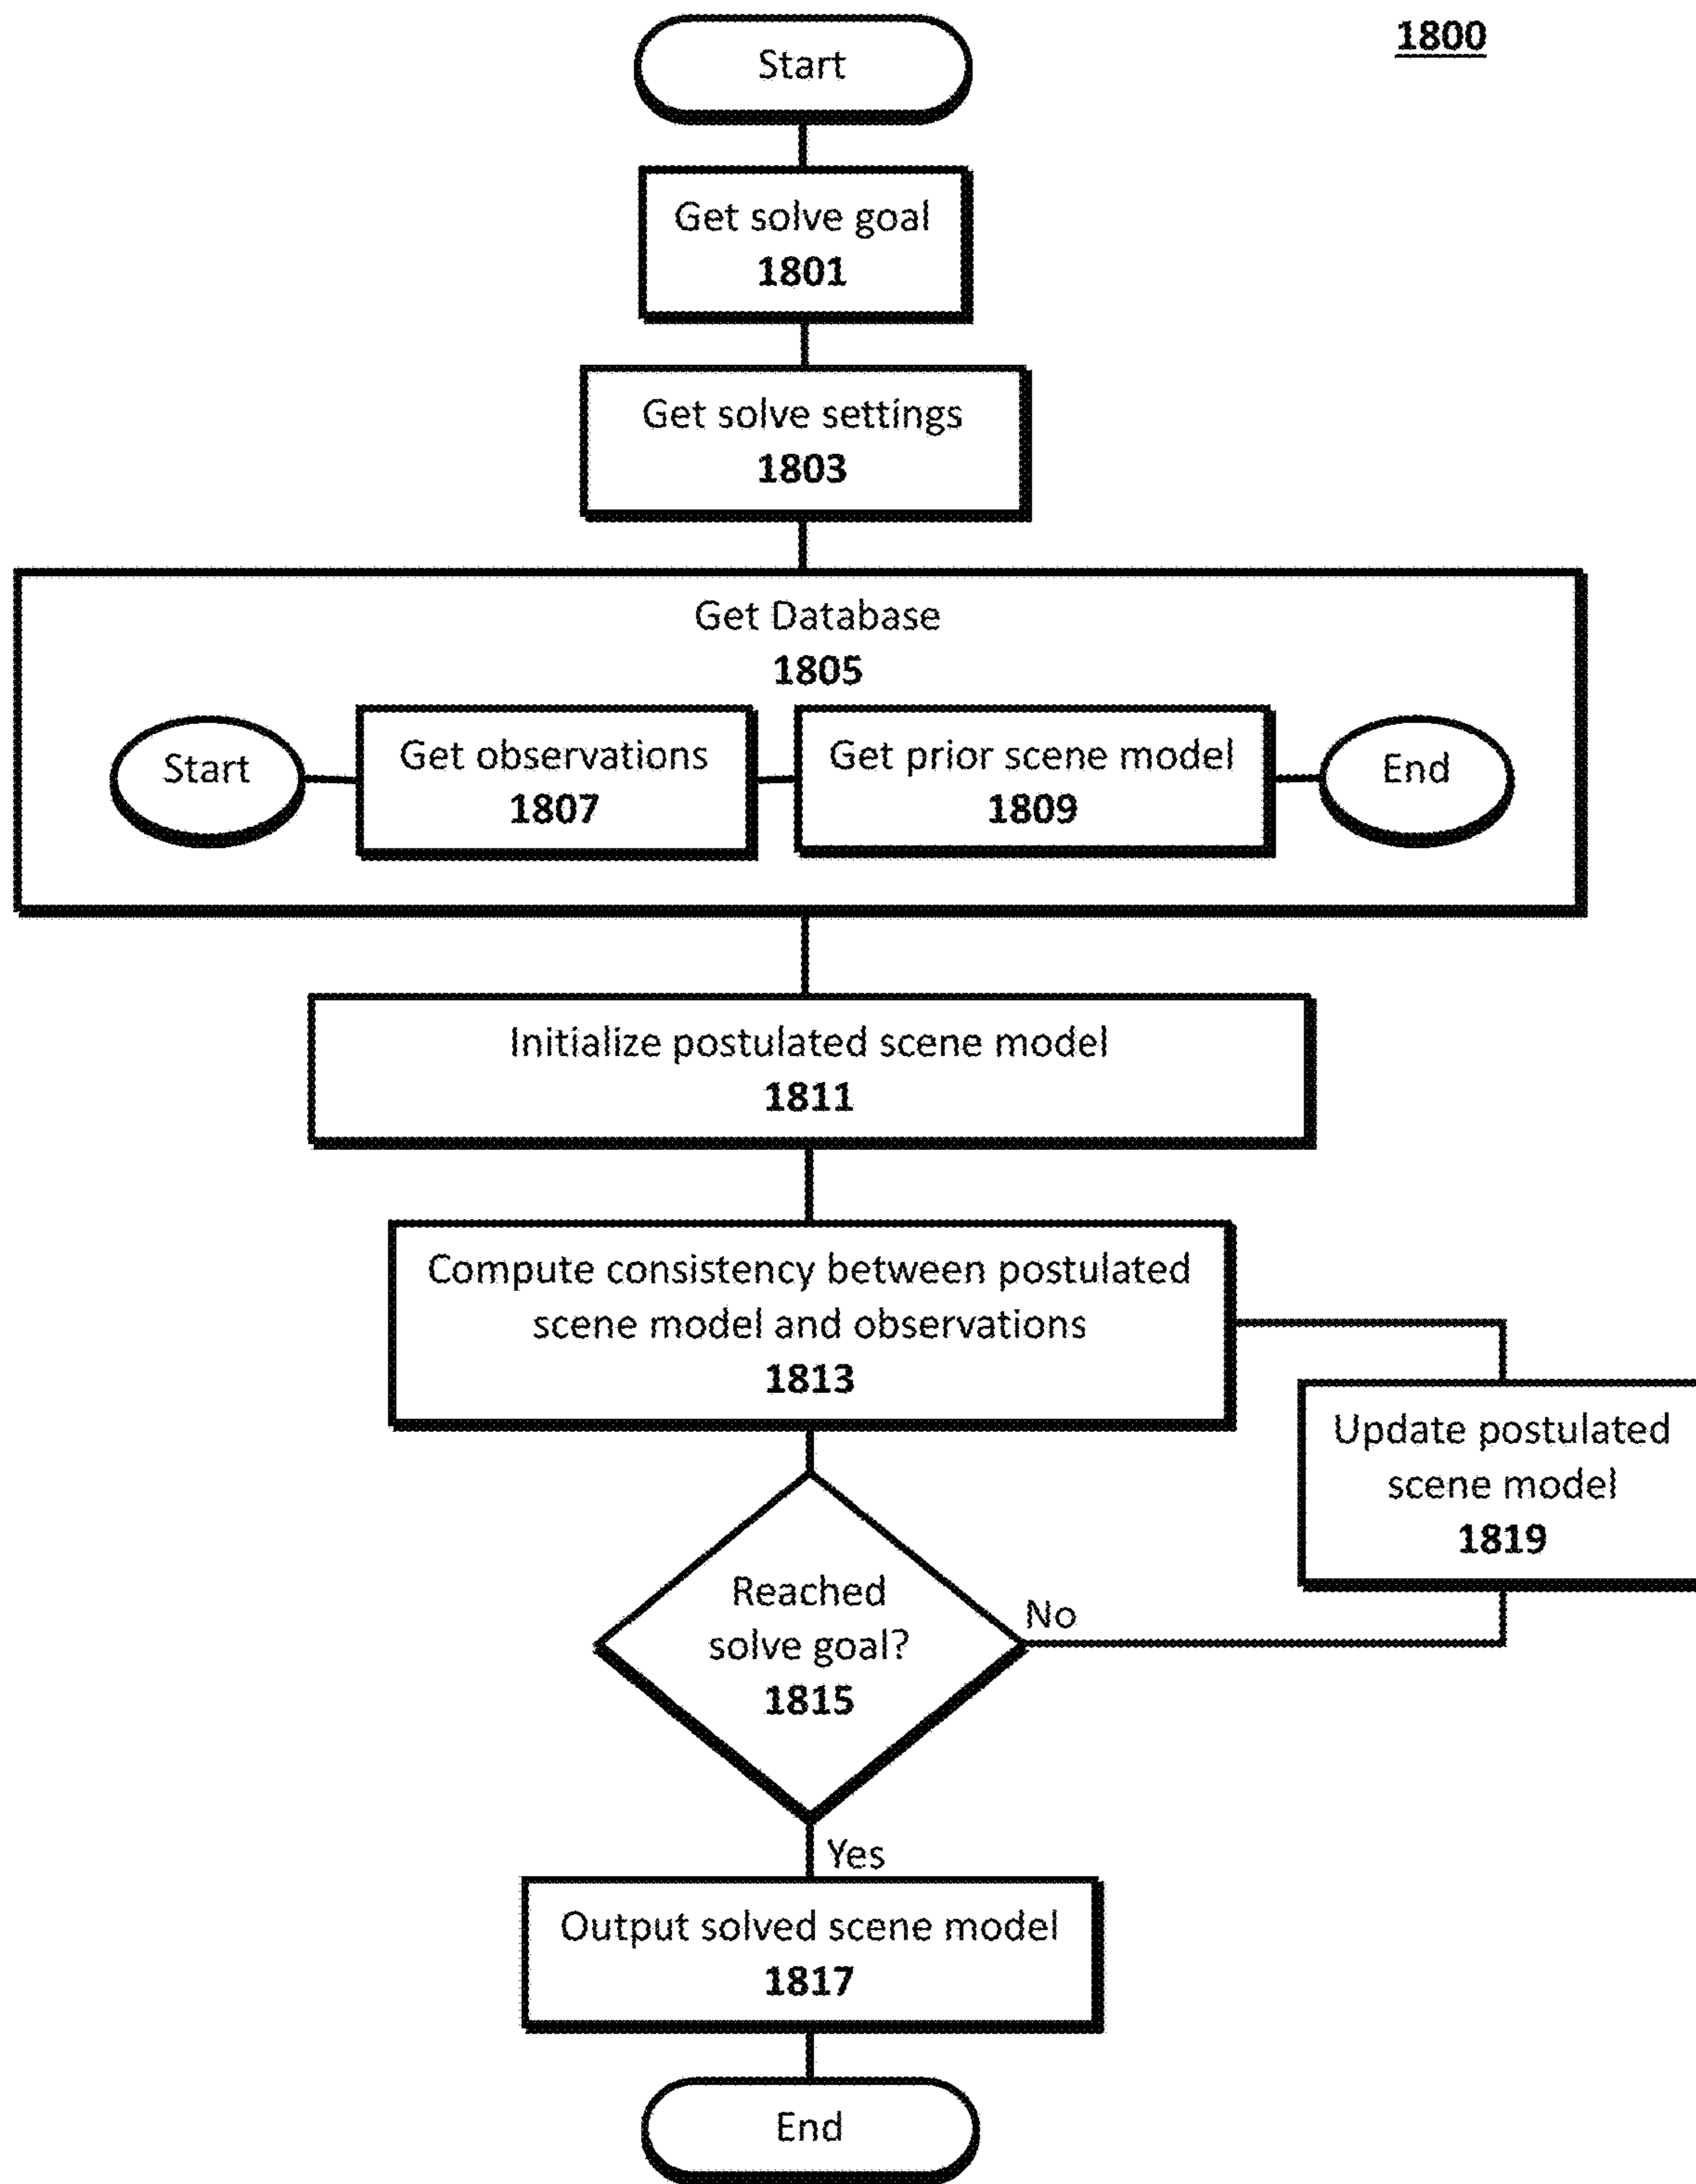 1800
Start
Get solve goal
1801
Get solve settings
1803
Get Database
1805
Start
Get observations
1807
Get prior scene model
1809
End
Initialize postulated scene model
1811
Compute consistency between postulated
scene model and observations
1813
Update postulated
scene model
1819
Reached
solve goal?
1815
No
Yes
Output solved scene model
1817
End